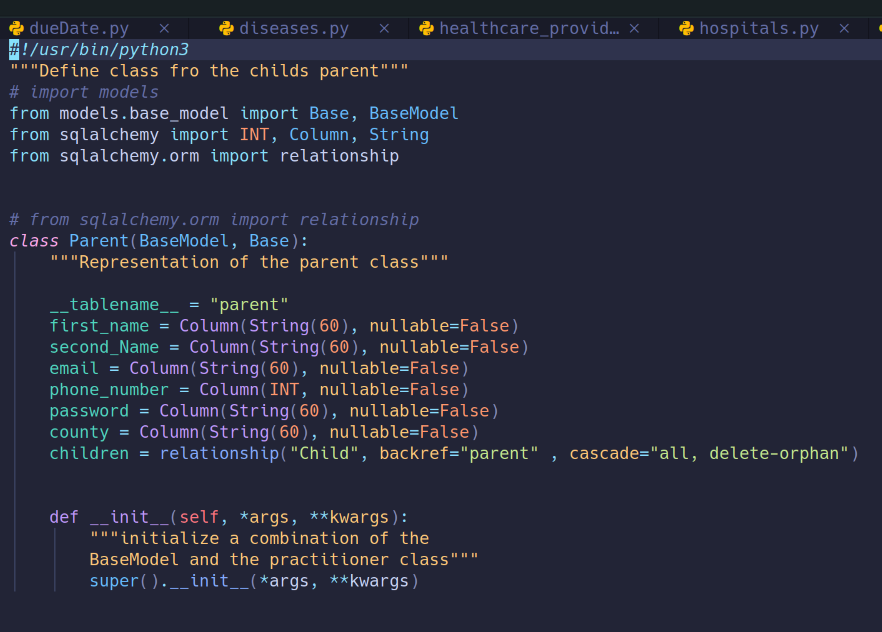 dueDate.py × diseases.py × healthcare_provid… × hospitals.py ×
#!/usr/bin/python3
"""Define class fro the childs parent"""
# import models
from models.base_model import Base, BaseModel
from sqlalchemy import INT, Column, String
from sqlalchemy.orm import relationship
# from sqlalchemy.orm import relationship
class Parent(BaseModel, Base):
    """Representation of the parent class"""
    __tablename__ = "parent"
    first_name = Column(String(60), nullable=False)
    second_Name = Column(String(60), nullable=False)
    email = Column(String(60), nullable=False)
    phone_number = Column(INT, nullable=False)
    password = Column(String(60), nullable=False)
    county = Column(String(60), nullable=False)
    children = relationship("Child", backref="parent" , cascade="all, delete-orphan")
    def __init__(self, *args, **kwargs):
        """initialize a combination of the
        BaseModel and the practitioner class"""
        super().__init__(*args, **kwargs)